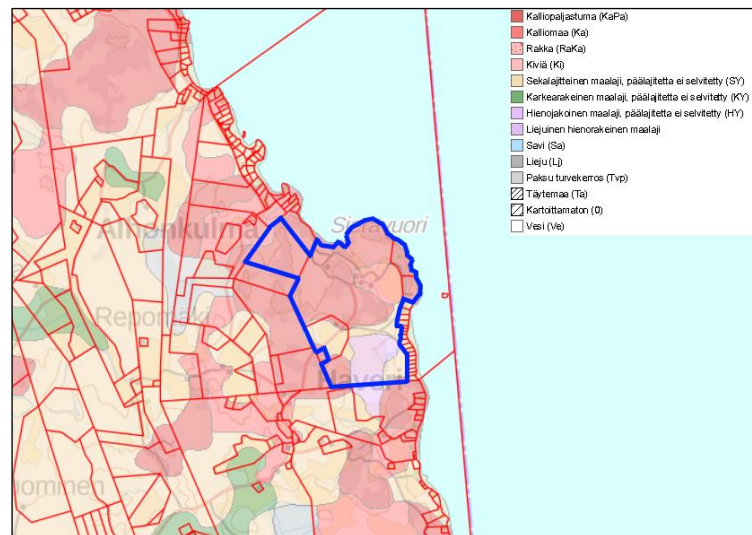 Kalliopaljastuma (KaPa)
Kalliomaa (Ka)
Rakka (RaKa)
Kiviä (Ki)
Sekalajitteinen maalaji, päälajitetta ei selvitetty (SY)
Karkearakeinen maalaji, päälajitetta ei selvitetty (KY)
Hienojakoinen maalaji, päälajitetta ei selvitetty (HY)
Liejuinen hienorakeinen maalaji
Savi (Sa)
Lieju (Lj)
Paksu turvekerros (Tvp)
Täytemaa (Ta)
Kartoittamaton (0)
Vesi (Ve)
Sieravuori
Repomäki
Haveri
uominen